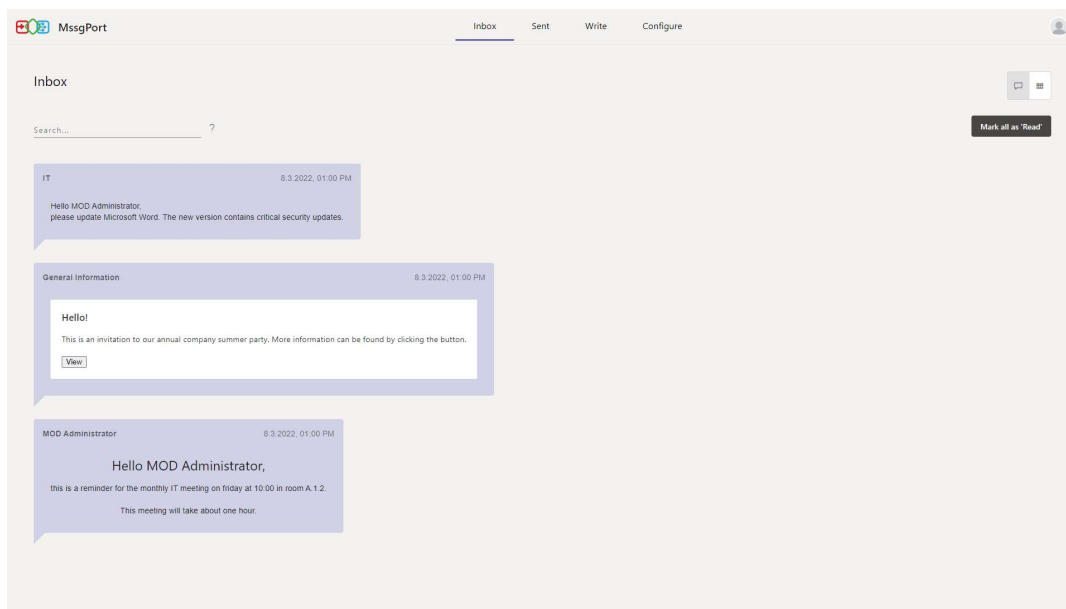 MssgPort
Inbox Sent Write Configure
Inbox
Search... ?
Mark all as 'Read'
IT 8.3.2022, 01:00 PM
Hello MOD Administrator,
please update Microsoft Word. The new version contains critical security updates.
General Information 8.3.2022, 01:00 PM
Hello!
This is an invitation to our annual company summer party. More information can be found by clicking the button.
View
MOD Administrator 8.3.2022, 01:00 PM
Hello MOD Administrator,
this is a reminder for the monthly IT meeting on friday at 10:00 in room A.1.2.
This meeting will take about one hour.